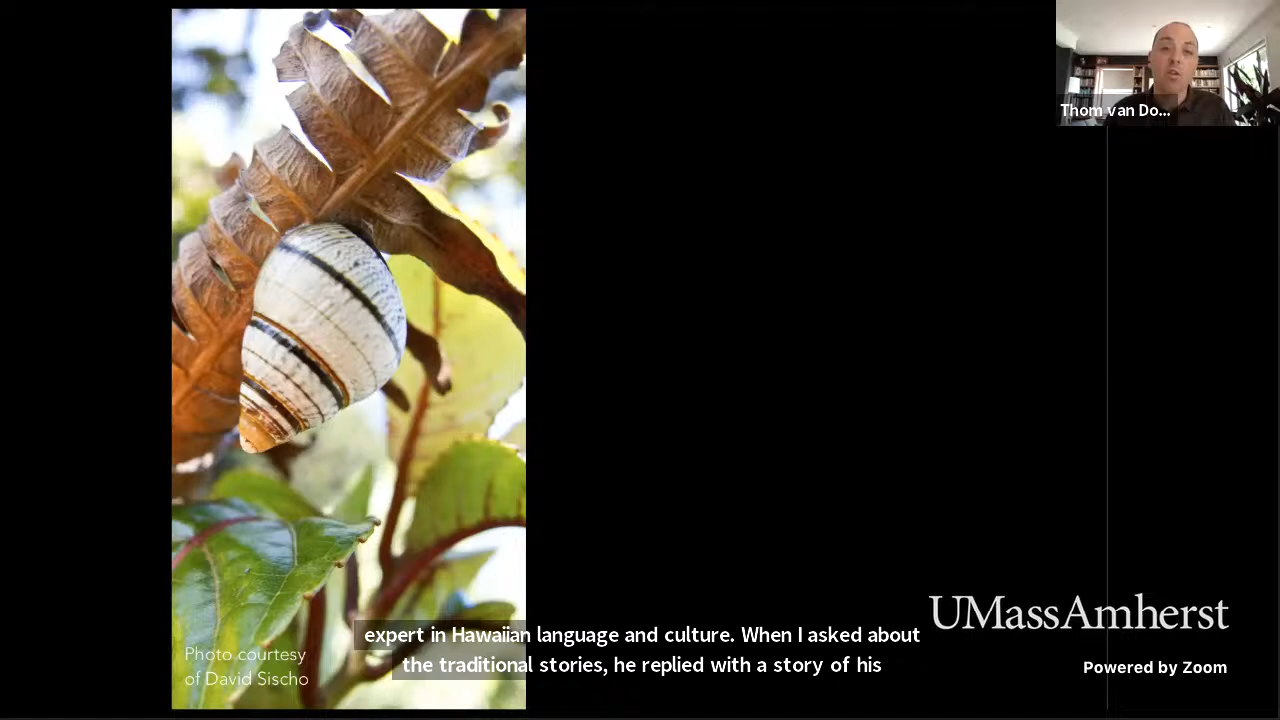 Thom van Do...
Photo courtesy
of David Sischo
expert in Hawaiian language and culture. When I asked about
the traditional stories, he replied with a story of his
UMassAmherst
Powered by Zoom